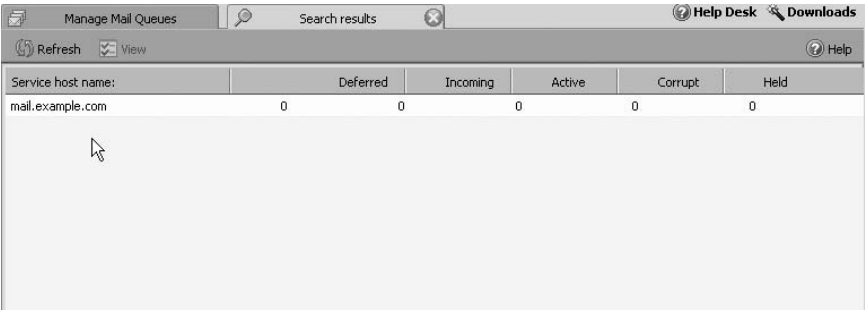 Manage Mail Queues Search results Help Desk Downloads
Refresh View Help
Service host name: Deferred Incoming Active Corrupt Held
mail.example.com 0 0 0 0 0